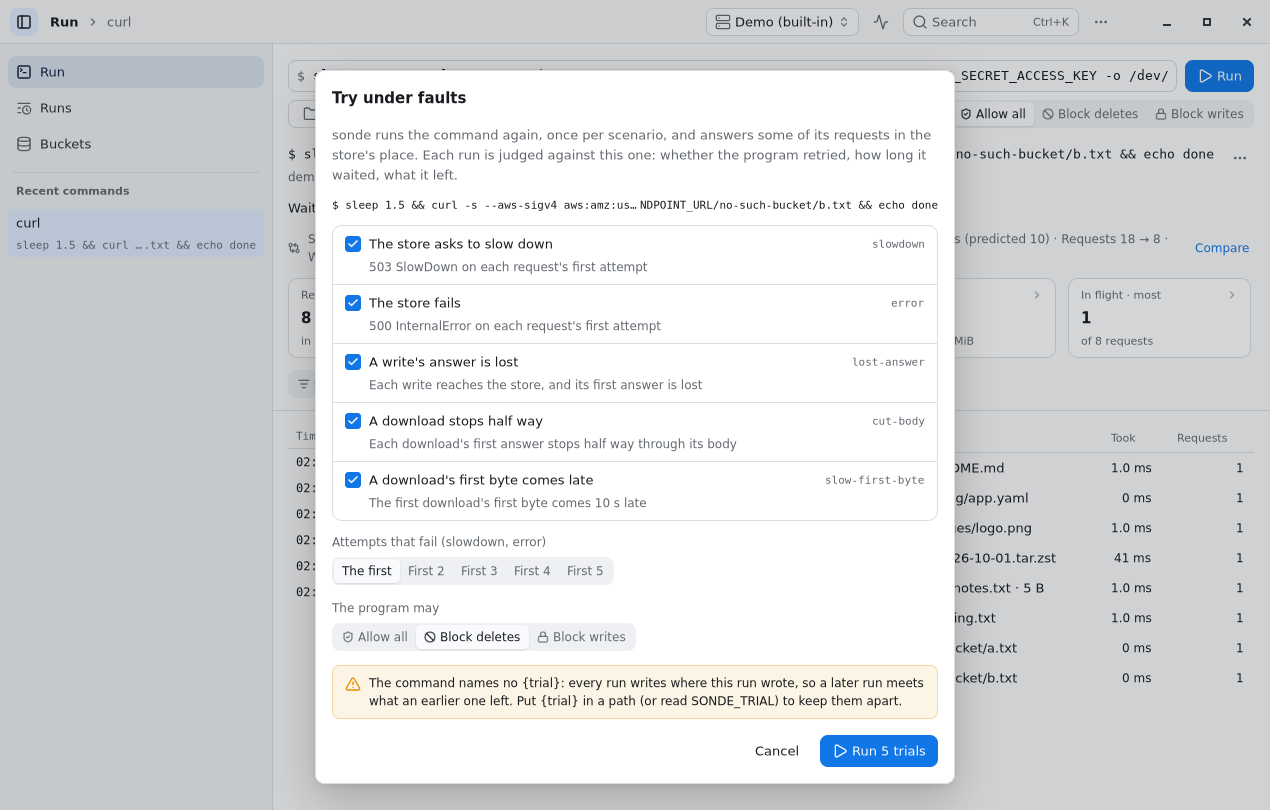 Run > curl
Demo (built-in)
Search Ctrl+K
Run
Runs
Buckets
Recent commands
curl
sleep 1.5 && curl ….txt && echo done
$
_SECRET_ACCESS_KEY -o /dev/
Run
Allow all Block deletes Block writes
no-such-bucket/b.txt && echo done
Wait
s (predicted 10) · Requests 18 → 8 ·
Compare
8
in
MiB
In flight · most
1
of 8 requests
Took Requests
02:
OME.md 1.0 ms 1
02:
g/app.yaml 0 ms 1
02:
es/logo.png 1.0 ms 1
02:
26-10-01.tar.zst 41 ms 1
02:
notes.txt · 5 B 1.0 ms 1
02:
ing.txt 1.0 ms 1
cket/a.txt 0 ms 1
cket/b.txt 0 ms 1
Try under faults
sonde runs the command again, once per scenario, and answers some of its requests in the
store's place. Each run is judged against this one: whether the program retried, how long it
waited, what it left.
$ sleep 1.5 && curl -s --aws-sigv4 aws:amz:us… NDPOINT_URL/no-such-bucket/b.txt && echo done
The store asks to slow down slowdown
503 SlowDown on each request's first attempt
The store fails error
500 InternalError on each request's first attempt
A write's answer is lost lost-answer
Each write reaches the store, and its first answer is lost
A download stops half way cut-body
Each download's first answer stops half way through its body
A download's first byte comes late slow-first-byte
The first download's first byte comes 10 s late
Attempts that fail (slowdown, error)
The first First 2 First 3 First 4 First 5
The program may
Allow all Block deletes Block writes
The command names no {trial}: every run writes where this run wrote, so a later run meets
what an earlier one left. Put {trial} in a path (or read SONDE_TRIAL) to keep them apart.
Cancel Run 5 trials